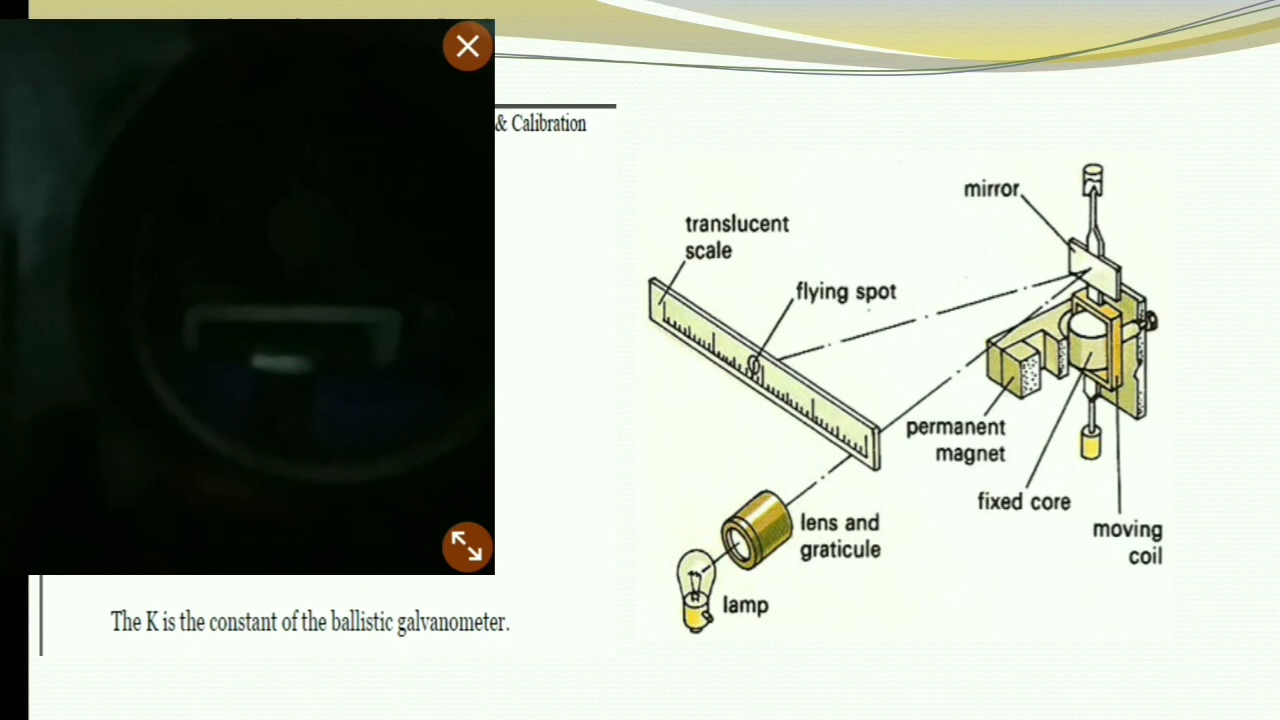 & Calibration
mirror
translucent
scale
flying spot
permanent
magnet
fixed core
moving
coil
lens and
graticule
lamp
The K is the constant of the ballistic galvanometer.